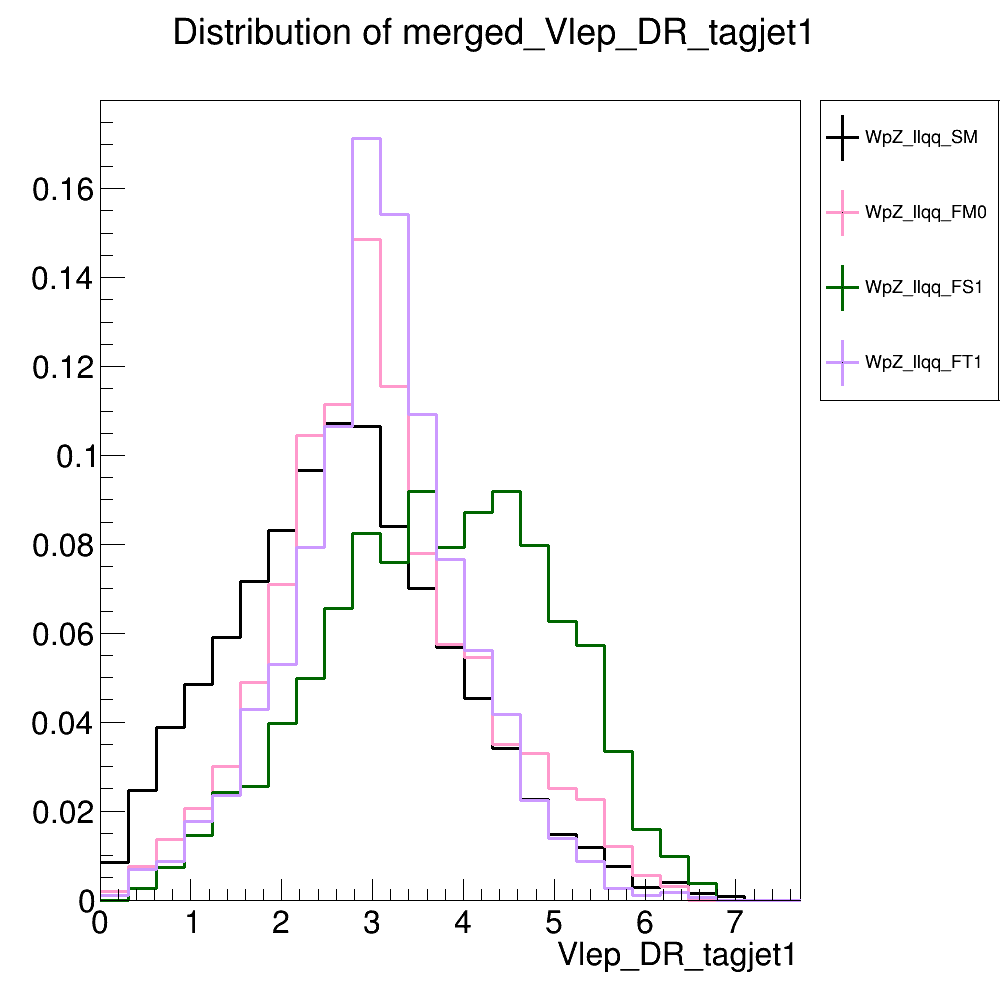 Distribution of merged_Vlep_DR_tagjet1
WpZ_llqq_SM
WpZ_llqq_FM0
WpZ_llqq_FS1
WpZ_llqq_FT1
0.16
0.14
0.12
0.1
0.08
0.06
0.04
0.02
0
0 1 2 3 4 5 6 7
Vlep_DR_tagjet1